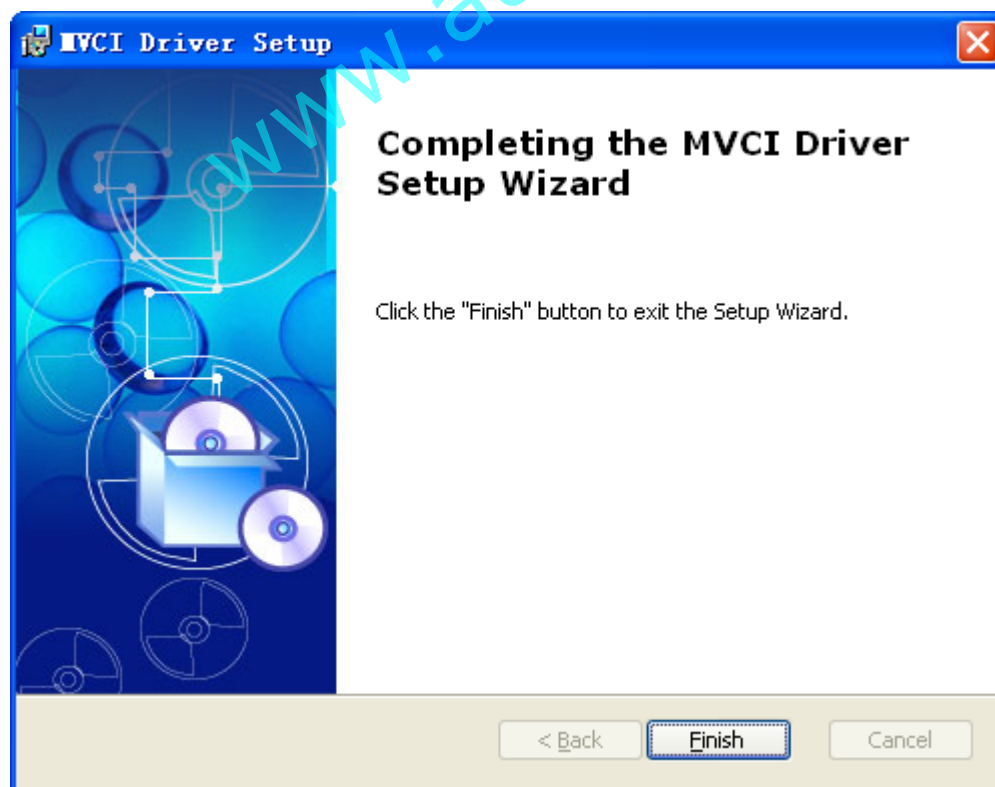 MVCI Driver Setup
www.
Completing the MVCI Driver
Setup Wizard
Click the "Finish" button to exit the Setup Wizard.
< Back
Finish
Cancel